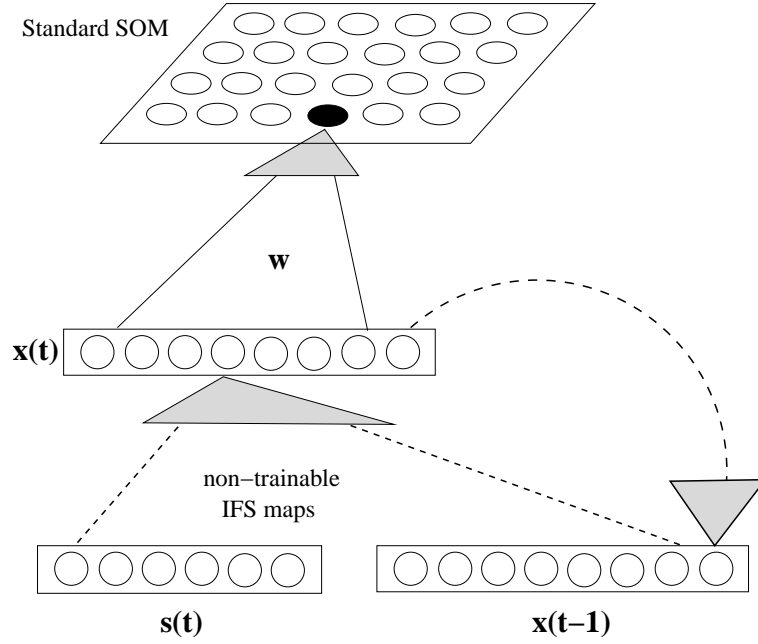 Standard SOM
w
x(t)
non−trainable
IFS maps
s(t)
x(t−1)